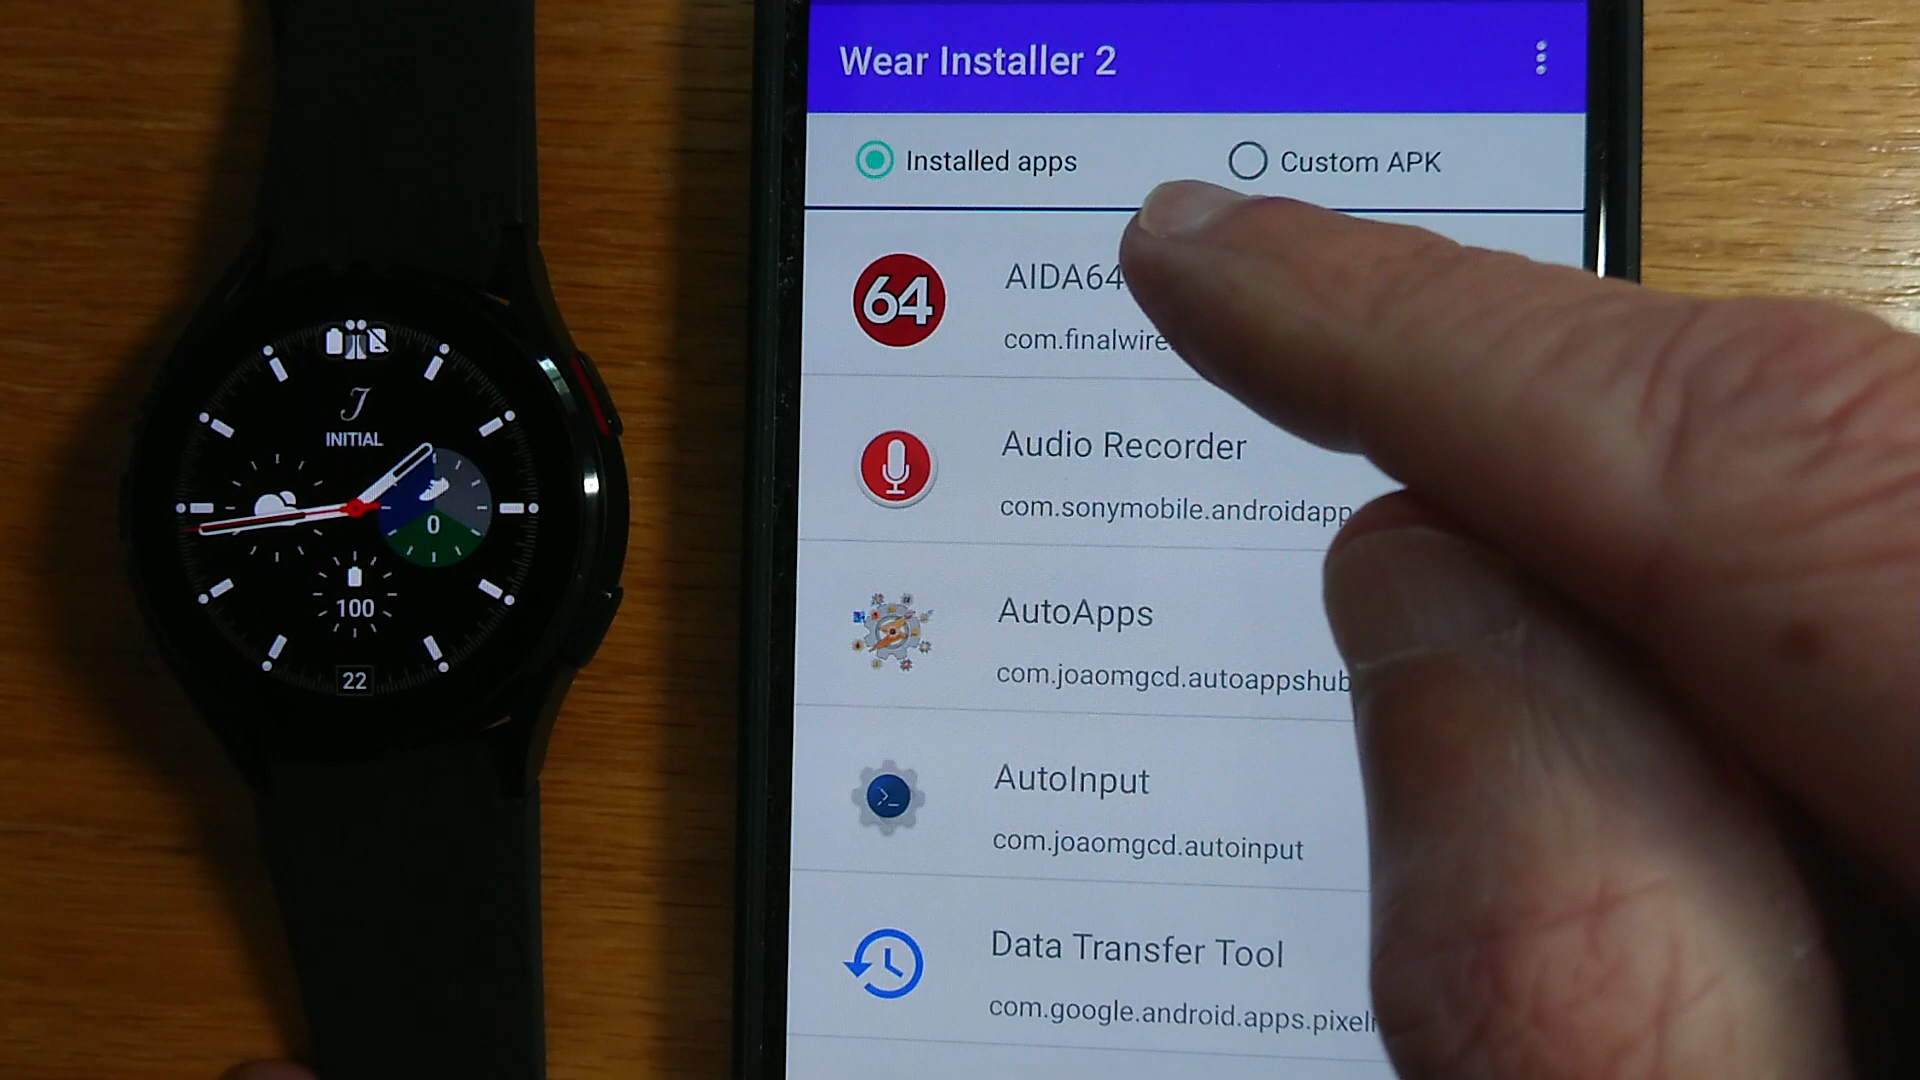 Wear Installer 2
Installed apps
Custom APK
64
AIDA64
com.finalwire.
Audio Recorder
com.sonymobile.androidapp
AutoApps
com.joaomgcd.autoappshub
AutoInput
com.joaomgcd.autoinput
Data Transfer Tool
com.google.android.apps.pixelm
J
INITIAL
0
100
22